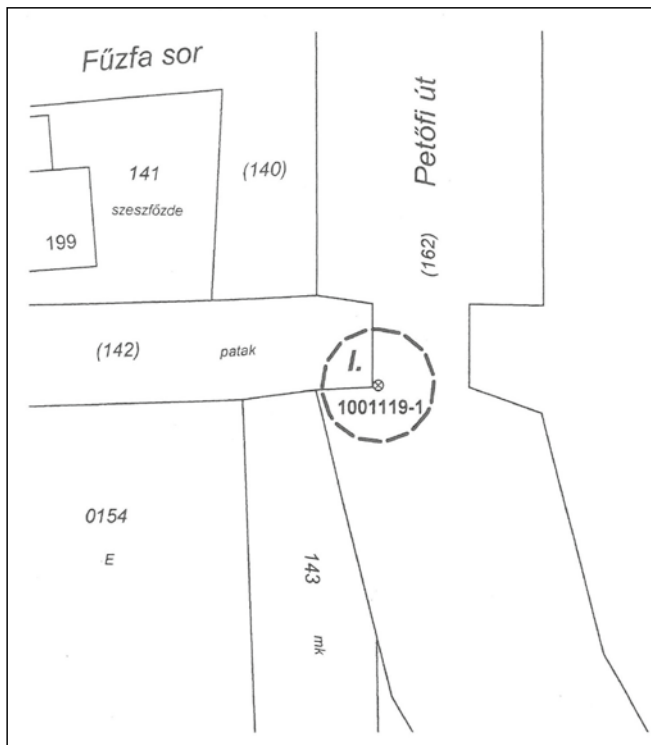 Fűzfa sor
Petőfi út
(162)
141
szeszfőzde
(140)
199
(142)
patak
I.
1001119-1
0154
E
143
mk